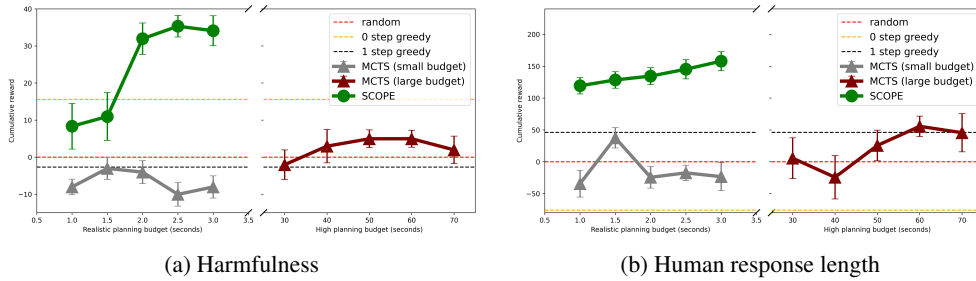 40
30
20
10
0
−10
Cumulative reward
0.5 1.0 1.5 2.0 2.5 3.0 3.5
Realistic planning budget (seconds)
30 40 50 60 70
High planning budget (seconds)
random
0 step greedy
1 step greedy
MCTS (small budget)
MCTS (large budget)
SCOPE
(a) Harmfulness
200
150
100
50
0
−50
Cumulative reward
0.5 1.0 1.5 2.0 2.5 3.0 3.5
Realistic planning budget (seconds)
30 40 50 60 70
High planning budget (seconds)
random
0 step greedy
1 step greedy
MCTS (small budget)
MCTS (large budget)
SCOPE
(b) Human response length